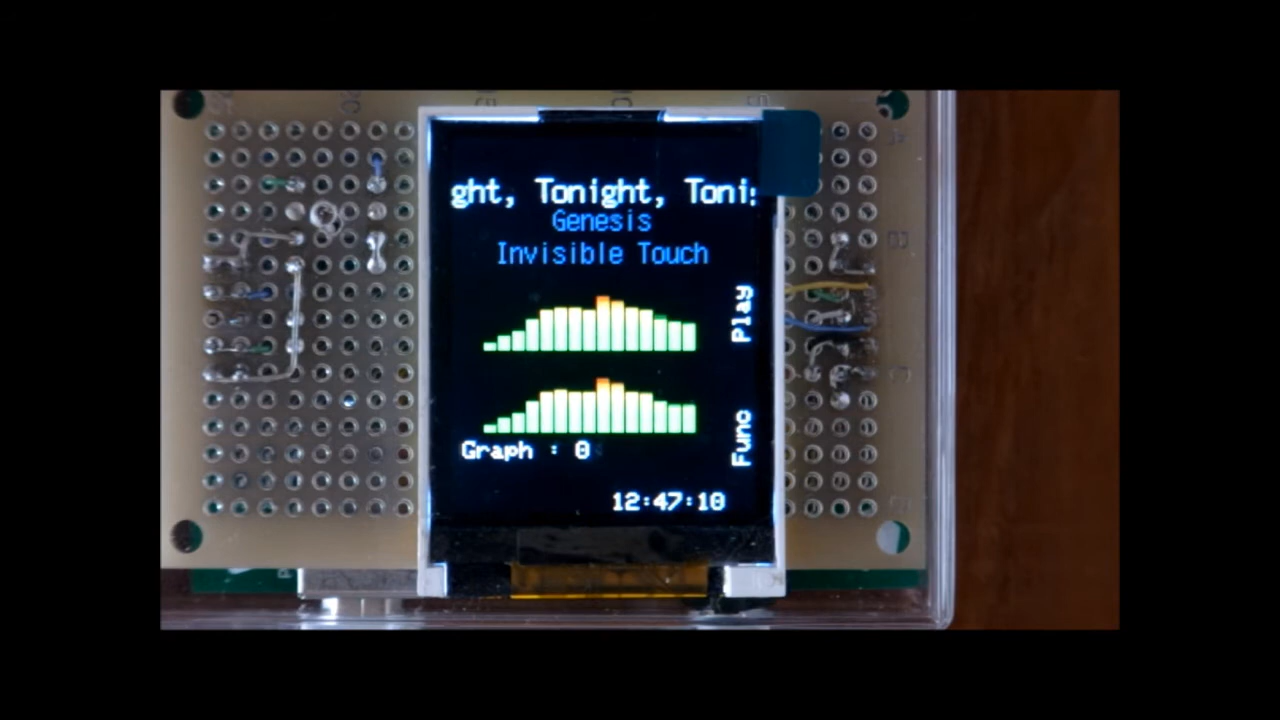 ght, Tonight, Toni
Genesis
Invisible Touch
Play
Func
Graph : 0
12:47:10